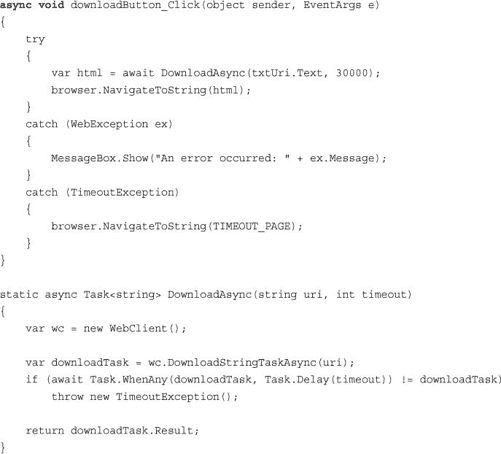 async void downloadButton_Click(object sender, EventArgs e)
{
    try
    {
        var html = await DownloadAsync(txtUri.Text, 30000);
        browser.NavigateToString(html);
    }
    catch (WebException ex)
    {
        MessageBox.Show("An error occurred: " + ex.Message);
    }
    catch (TimeoutException)
    {
        browser.NavigateToString(TIMEOUT_PAGE);
    }
}

static async Task<string> DownloadAsync(string uri, int timeout)
{
    var wc = new WebClient();

    var downloadTask = wc.DownloadStringTaskAsync(uri);
    if (await Task.WhenAny(downloadTask, Task.Delay(timeout)) != downloadTask)
        throw new TimeoutException();

    return downloadTask.Result;
}